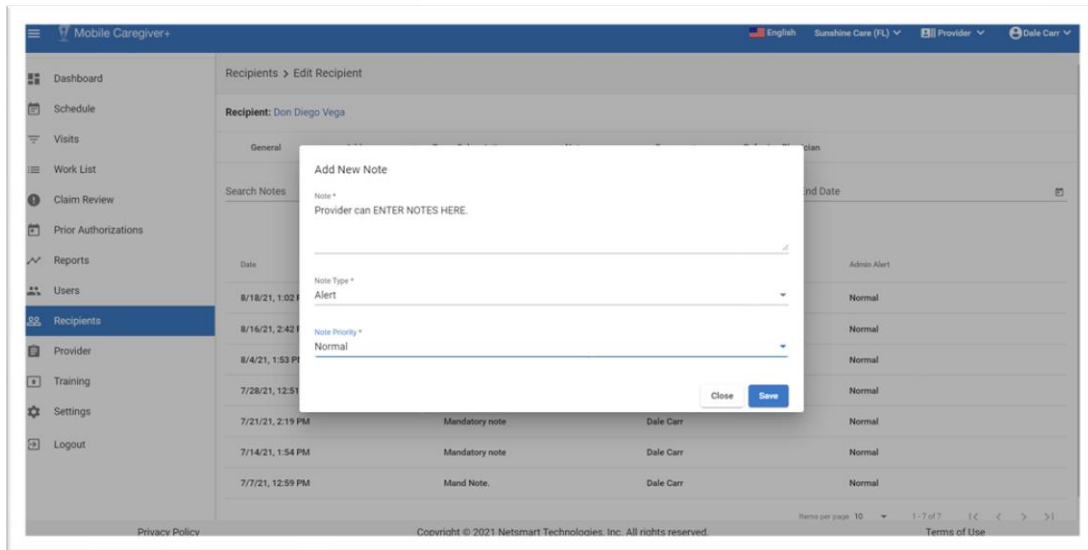 Mobile Caregiver+
English Sunshine Care (FL) Provider Dale Carr
Dashboard
Schedule
Visits
Work List
Claim Review
Prior Authorizations
Reports
Users
Recipients
Provider
Training
Settings
Logout
Recipients > Edit Recipient
Recipient: Don Diego Vega
General
Search Notes
End Date
Date Admin Alert
8/18/21, 1:02 Normal
8/16/21, 2:42 Normal
8/4/21, 1:53 Normal
7/28/21, 12:51 Normal
7/21/21, 2:19 PM Mandatory note Dale Carr Normal
7/14/21, 1:54 PM Mandatory note Dale Carr Normal
7/7/21, 12:59 PM Mand Note. Dale Carr Normal
Add New Note
Note *
Provider can ENTER NOTES HERE.
Note Type *
Alert
Note Priority *
Normal
Close Save
Items per page 10 1 - 7 of 7
Privacy Policy Copyright © 2021 Netsmart Technologies, Inc. All rights reserved. Terms of Use